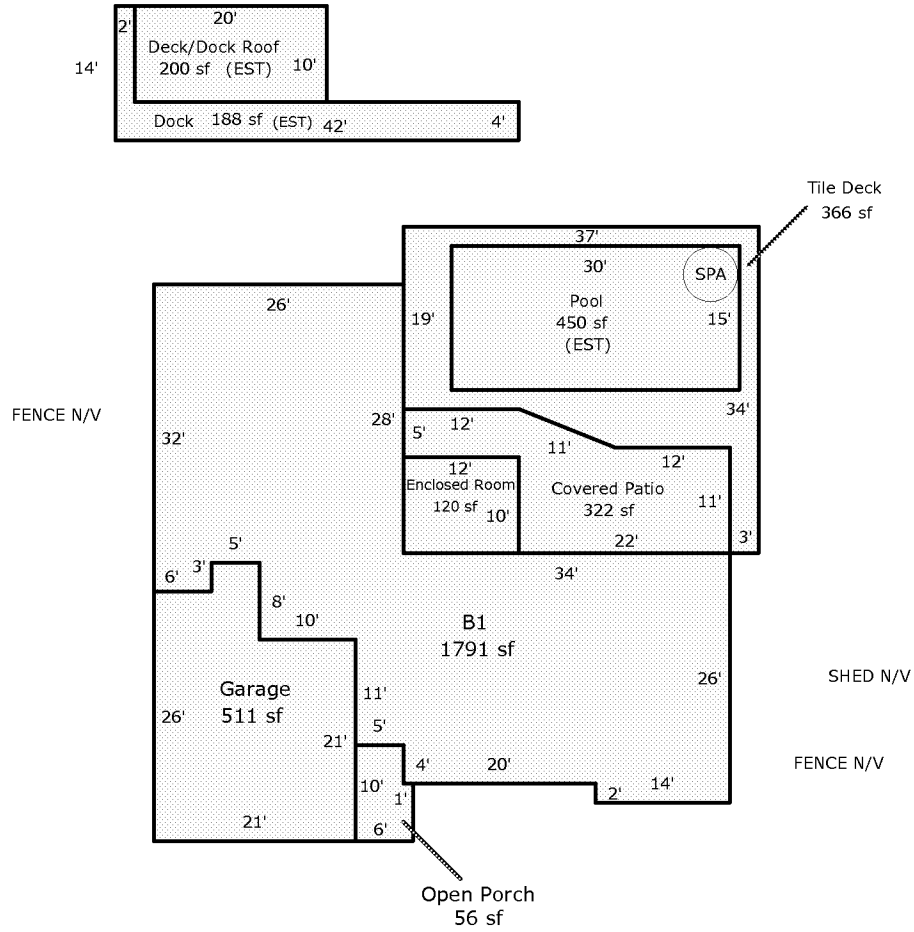 20'
2'
Deck/Dock Roof
14'
200 sf (EST)
10'
Dock 188 sf (EST) 42'
4'
Tile Deck
366 sf
37'
30'
SPA
26'
Pool
19'
450 sf
15'
(EST)
34'
FENCE N/V
28'
12'
5'
32'
11'
12'
12'
Enclosed Room
Covered Patio
120 sf
322 sf
11'
10'
22'
3'
5'
34'
3'
6'
8'
10'
B1
1791 sf
26'
SHED N/V
Garage
11'
511 sf
26'
5'
21'
4'
20'
FENCE N/V
10'
1'
2'
14'
21'
6'
Open Porch
56 sf